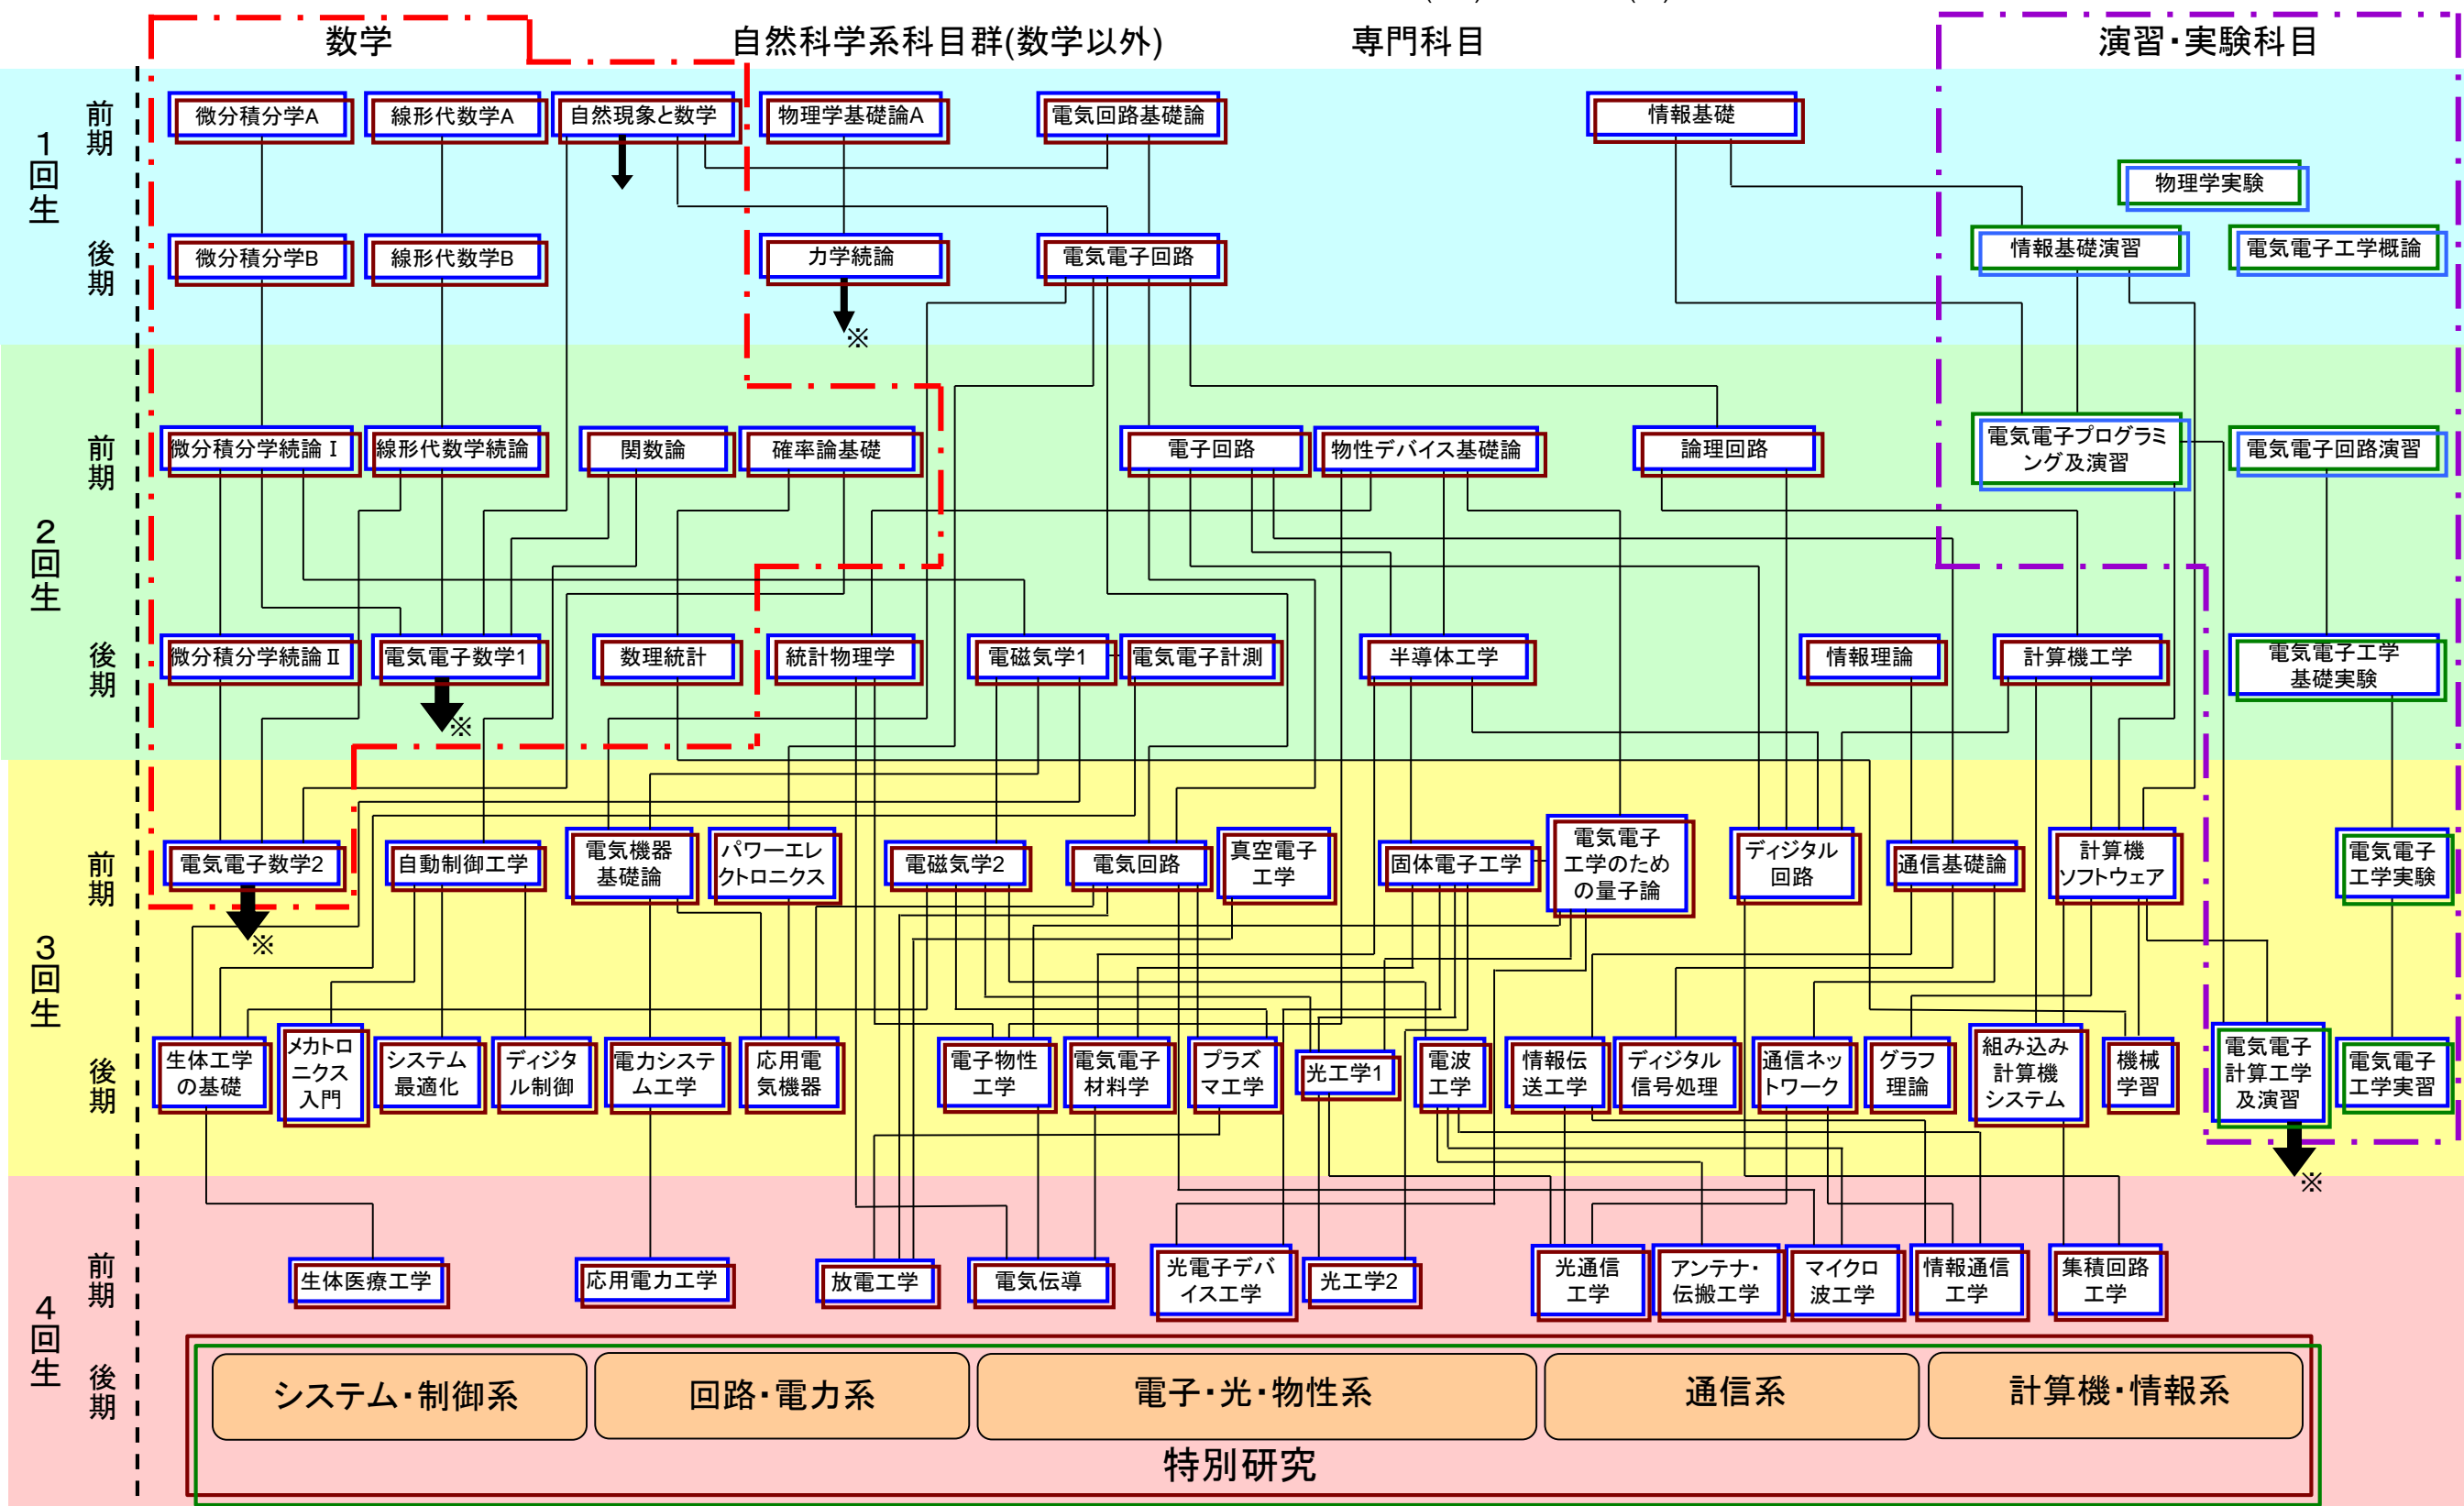 数学
自然科学系科目群(数学以外)
専門科目
演習・実験科目
1回生
前期
微分積分学A
線形代数学A
自然現象と数学
物理学基礎論A
電気回路基礎論
情報基礎
物理学実験
後期
微分積分学B
線形代数学B
力学続論
電気電子回路
情報基礎演習
電気電子工学概論
※
2回生
前期
微分積分学続論Ⅰ
線形代数学続論
関数論
確率論基礎
電子回路
物性デバイス基礎論
論理回路
電気電子プログラミ
ング及演習
電気電子回路演習
後期
微分積分学続論Ⅱ
電気電子数学1
数理統計
統計物理学
電磁気学1
電気電子計測
半導体工学
情報理論
計算機工学
電気電子工学
基礎実験
※
3回生
前期
電気電子数学2
自動制御工学
電気機器
基礎論
パワーエレ
クトロニクス
電磁気学2
電気回路
真空電子
工学
固体電子工学
電気電子
工学のため
の量子論
ディジタル
回路
通信基礎論
計算機
ソフトウェア
電気電子
工学実験
※
後期
生体工学
の基礎
メカトロ
ニクス
入門
システム
最適化
ディジタ
ル制御
電力システ
ム工学
応用電
気機器
電子物性
工学
電気電子
材料学
プラズ
マ工学
光工学1
電波
工学
情報伝
送工学
ディジタル
信号処理
通信ネッ
トワーク
グラフ
理論
組み込み
計算機
システム
機械
学習
電気電子
計算工学
及演習
電気電子
工学実習
※
4回生
前期
生体医療工学
応用電力工学
放電工学
電気伝導
光電子デバ
イス工学
光工学2
光通信
工学
アンテナ・
伝搬工学
マイクロ
波工学
情報通信
工学
集積回路
工学
後期
システム・制御系
回路・電力系
電子・光・物性系
通信系
計算機・情報系
特別研究